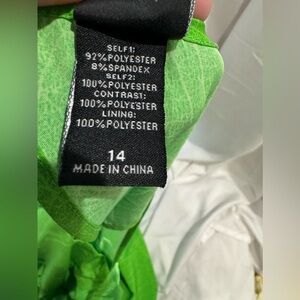 SELF1:
92%POLYESTER
8%SPANDEX
SELF2:
100%POLYESTER
CONTRAST:
100%POLYESTER
LINING:
100%POLYESTER
14
MADE IN CHINA